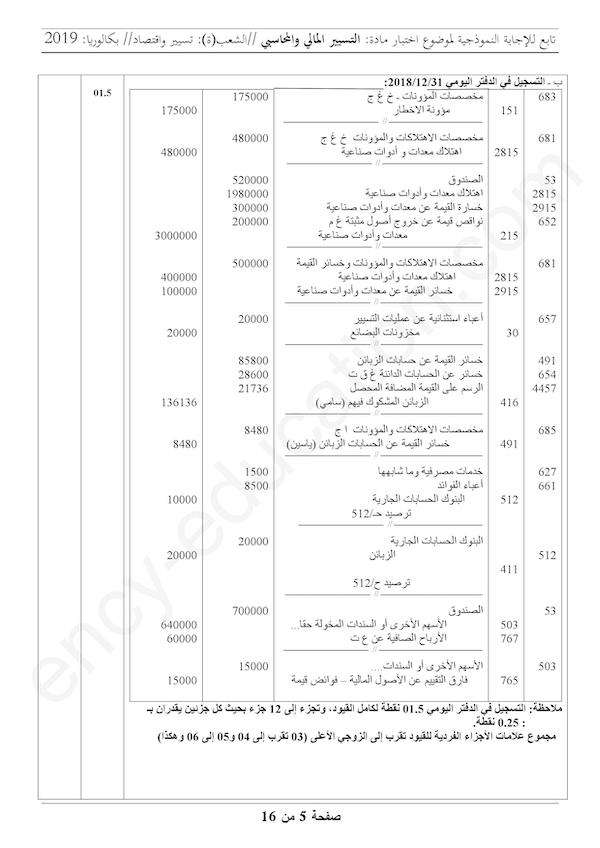 تابع للإجابة النموذجية لموضوع اختبار مادة: التسيير المالي والمحاسبي //الشعب(ة): تسيير واقتصاد// بكالوريا: 2019
ب - التسجيل في الدفتر اليومي 2018/12/31:
01.5
683 مخصصات المؤونات - خ غ ج 175000
151 مؤونة الاخطار 175000
//
681 مخصصات الاهتلاكات والمؤونات خ غ ج 480000
2815 اهتلاك معدات و أدوات صناعية 480000
//
53 الصندوق 520000
2815 اهتلاك معدات وأدوات صناعية 1980000
2915 خسارة القيمة عن معدات وأدوات صناعية 300000
652 نواقص قيمة عن خروج أصول مثبتة غ م 200000
215 معدات وأدوات صناعية 3000000
//
681 مخصصات الاهتلاكات والمؤونات وخسائر القيمة 500000
2815 اهتلاك معدات وأدوات صناعية 400000
2915 خسائر القيمة عن معدات وأدوات صناعية 100000
//
657 أعباء استثنائية عن عمليات التسيير 20000
30 مخزونات البضائع 20000
//
491 خسائر القيمة عن حسابات الزبائن 85800
654 خسائر عن الحسابات الدائنة غ ق ت 28600
4457 الرسم على القيمة المضافة المحصل 21736
416 الزبائن المشكوك فيهم (سامي) 136136
//
685 مخصصات الاهتلاكات والمؤونات ا ج 8480
491 خسائر القيمة عن الحسابات الزبائن (ياسين) 8480
//
627 خدمات مصرفية وما شابهها 1500
661 أعباء الفوائد 8500
512 البنوك الحسابات الجارية 10000
ترصيد حـ/512
//
البنوك الحسابات الجارية 20000
512 الزبائن 20000
411
ترصيد ح/512
//
53 الصندوق 700000
503 الأسهم الأخرى أو السندات المخولة حقا... 640000
767 الأرباح الصافية عن ع ت 60000
//
503 الأسهم الأخرى أو السندات.... 15000
765 فارق التقييم عن الأصول المالية – فوائض قيمة 15000
ملاحظة: التسجيل في الدفتر اليومي 01.5 نقطة لكامل القيود، وتجزء إلى 12 جزء بحيث كل جزئين يقدران بـ
: 0.25 نقطة.
مجموع علامات الأجزاء الفردية للقيود تقرب إلى الزوجي الأعلى (03 تقرب إلى 04 و05 إلى 06 وهكذا)
صفحة 5 من 16
ency-education.com